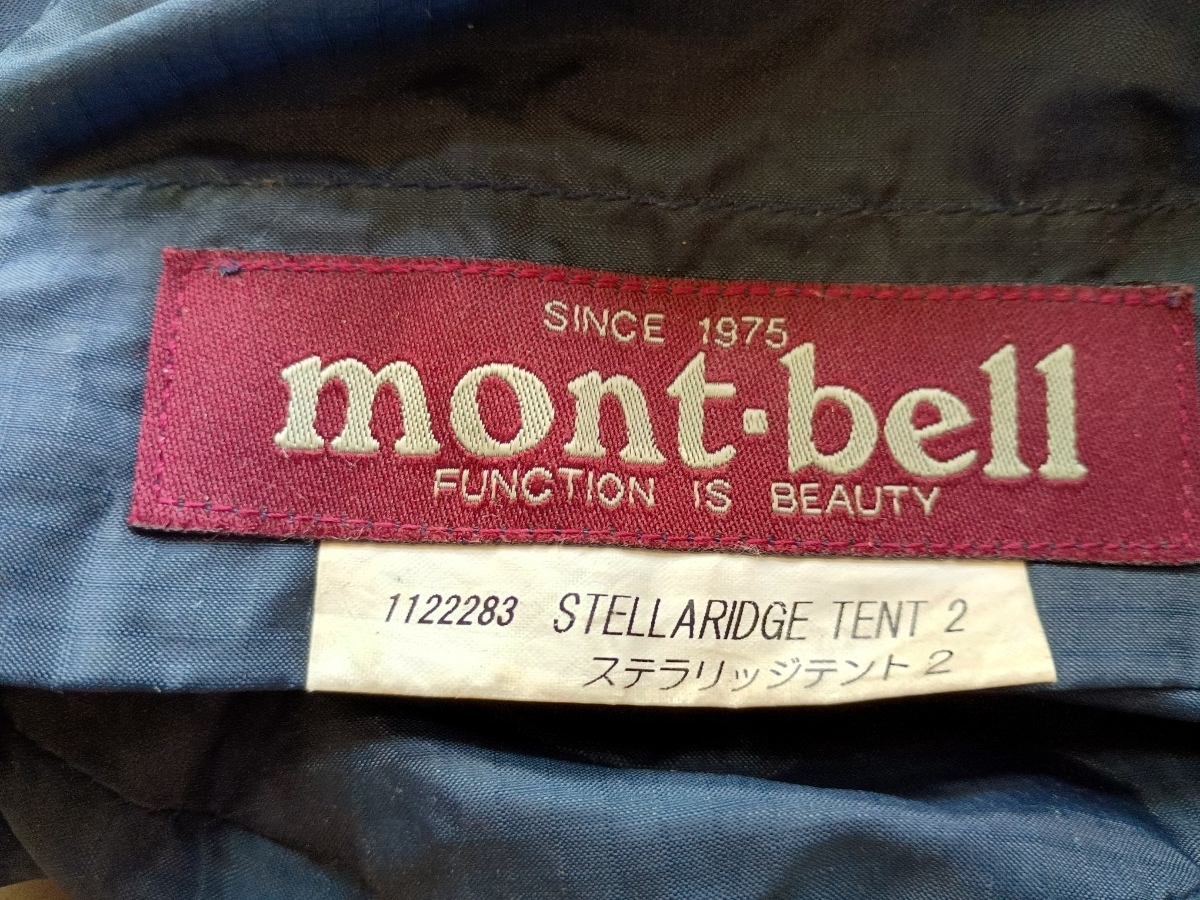 SINCE 1975
mont·bell
FUNCTION IS BEAUTY
1122283 STELLARIDGE TENT 2
ステラリッジテント2